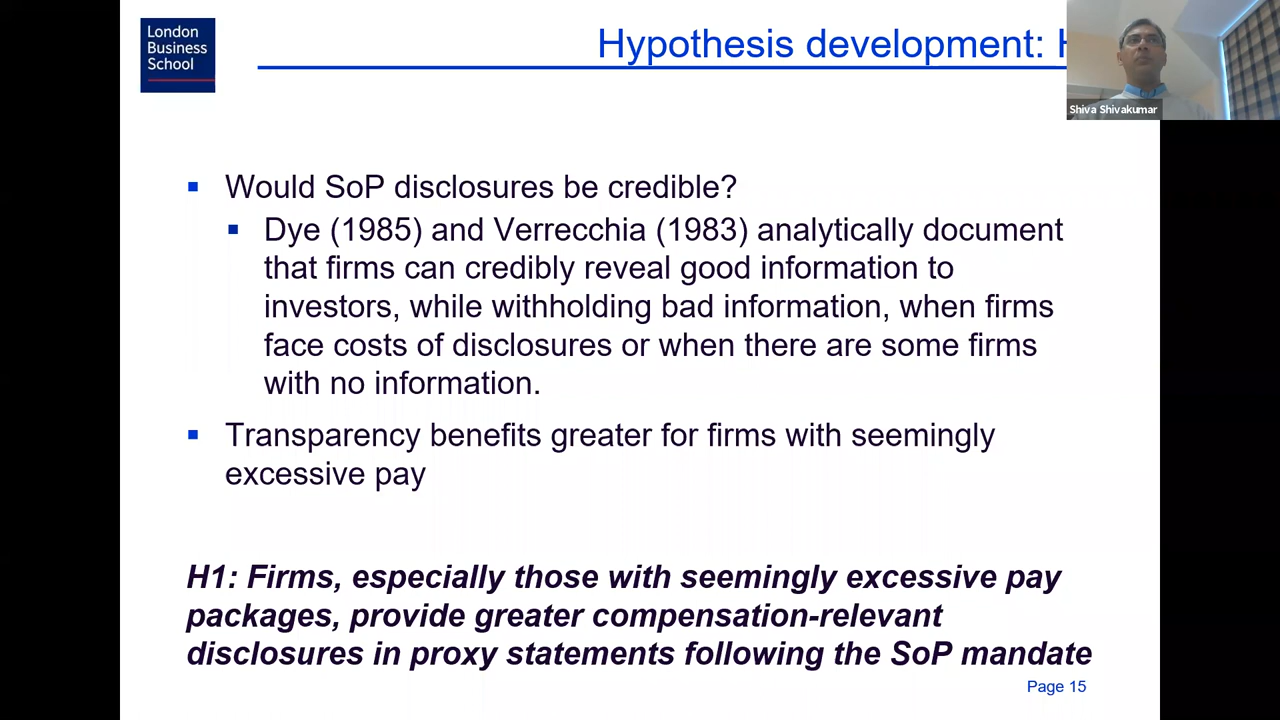 London
Business
School
Hypothesis development: H
Shiva Shivakumar
▪ Would SoP disclosures be credible?
▪ Dye (1985) and Verrecchia (1983) analytically document
that firms can credibly reveal good information to
investors, while withholding bad information, when firms
face costs of disclosures or when there are some firms
with no information.
▪ Transparency benefits greater for firms with seemingly
excessive pay
H1: Firms, especially those with seemingly excessive pay
packages, provide greater compensation-relevant
disclosures in proxy statements following the SoP mandate
Page 15